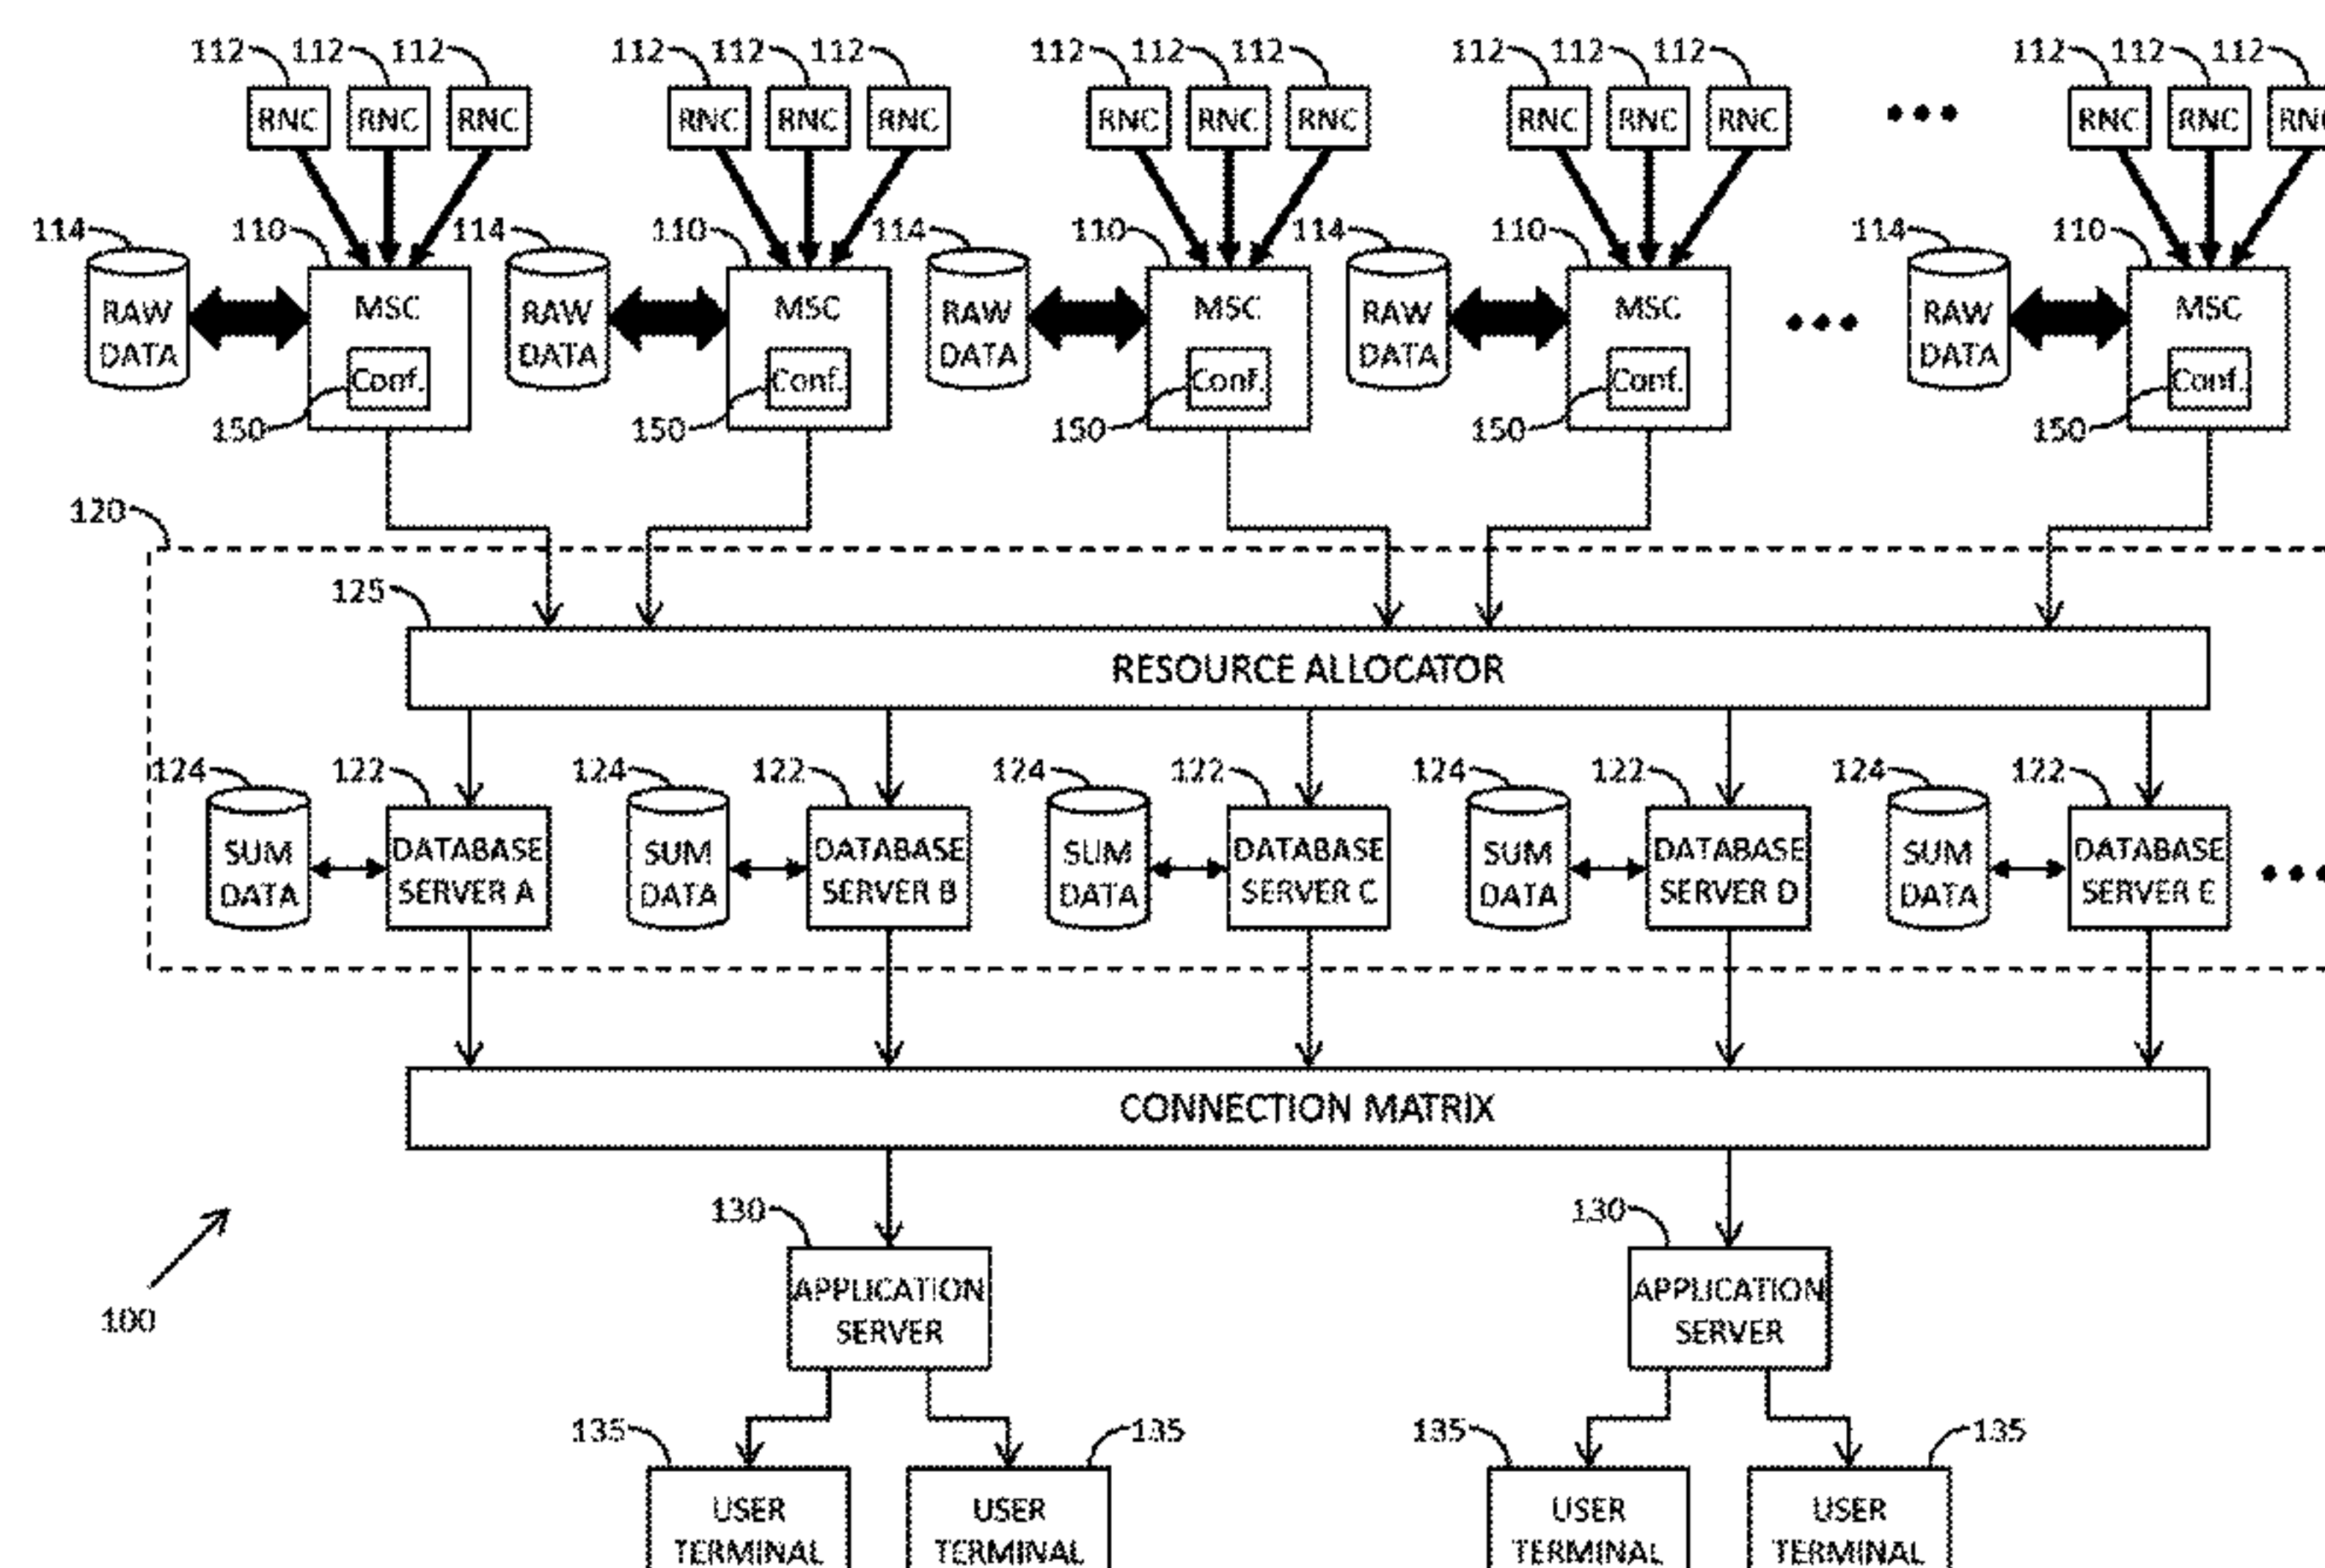 112 112 112 112 112 112 112 112 112 112 112 112 112 112 112
RNC RNC RNC RNC RNC RNC RNC RNC RNC RNC RNC RNC RNC RNC
114 110 114 110 114 110 114 110 114 110
RAW DATA MSC RAW DATA MSC RAW DATA MSC RAW DATA MSC RAW DATA MSC
Conf. Conf. Conf. Conf. Conf.
150 150 150 150 150
120
125
RESOURCE ALLOCATOR
124 122 124 122 124 122 124 122 124 122
SUM DATABASE SUM DATABASE SUM DATABASE SUM DATABASE SUM DATABASE
DATA SERVER A DATA SERVER B DATA SERVER C DATA SERVER D DATA SERVER E
CONNECTION MATRIX
130 130
APPLICATION APPLICATION
SERVER SERVER
100
135 135 135 135
USER USER USER USER
TERMINAL TERMINAL TERMINAL TERMINAL